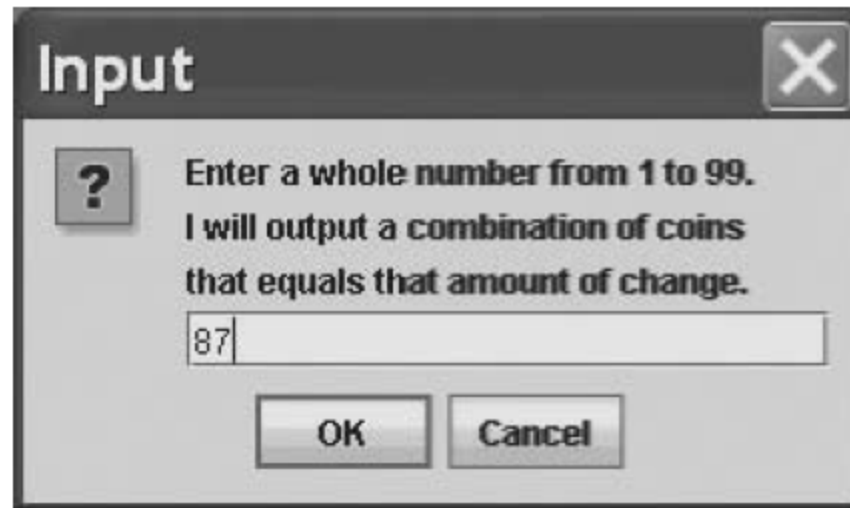 Input
?
Enter a whole number from 1 to 99.
I will output a combination of coins
that equals that amount of change.
87
OK Cancel